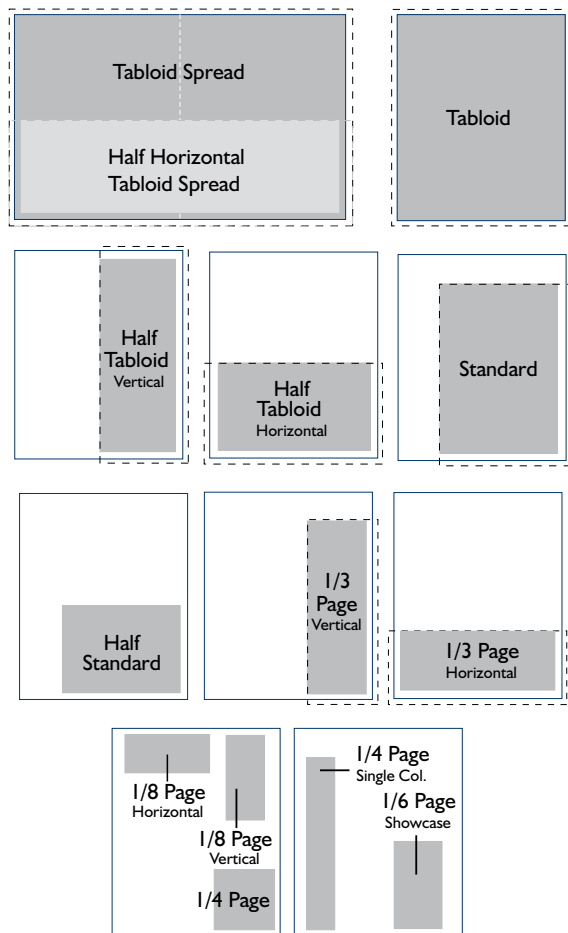 Tabloid Spread
Half Horizontal
Tabloid Spread
Tabloid
Half
Tabloid
Vertical
Half
Tabloid
Horizontal
Standard
Half
Standard
1/3
Page
Vertical
1/3 Page
Horizontal
1/8 Page
Horizontal
1/8 Page
Vertical
1/4 Page
1/4 Page
Single Col.
1/6 Page
Showcase